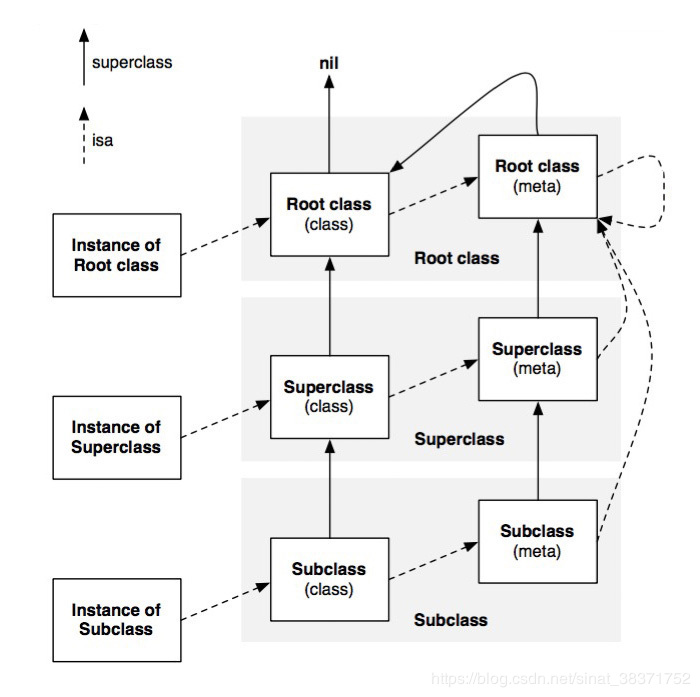 superclass
isa
nil
Root class
(meta)
Root class
(class)
Instance of
Root class
Root class
Superclass
(meta)
Superclass
(class)
Instance of
Superclass
Superclass
Subclass
(meta)
Subclass
(class)
Instance of
Subclass
Subclass
https://blog.csdn.net/sinat_38371752